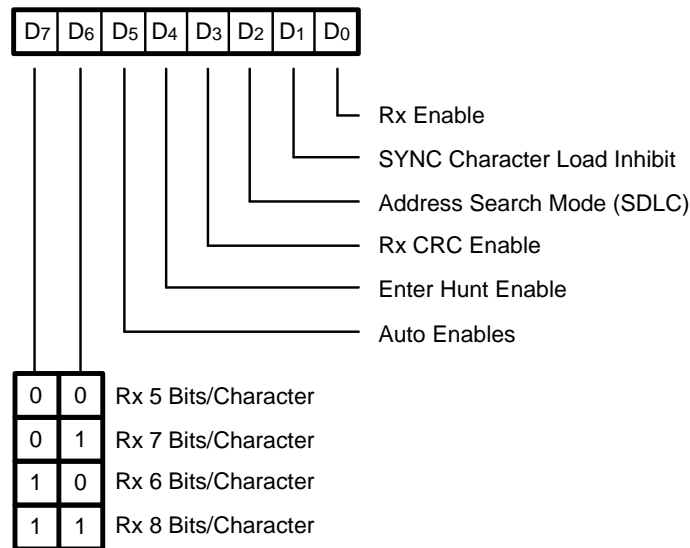 D7 D6 D5 D4 D3 D2 D1 D0
Rx Enable
SYNC Character Load Inhibit
Address Search Mode (SDLC)
Rx CRC Enable
Enter Hunt Enable
Auto Enables
0 0 Rx 5 Bits/Character
0 1 Rx 7 Bits/Character
1 0 Rx 6 Bits/Character
1 1 Rx 8 Bits/Character